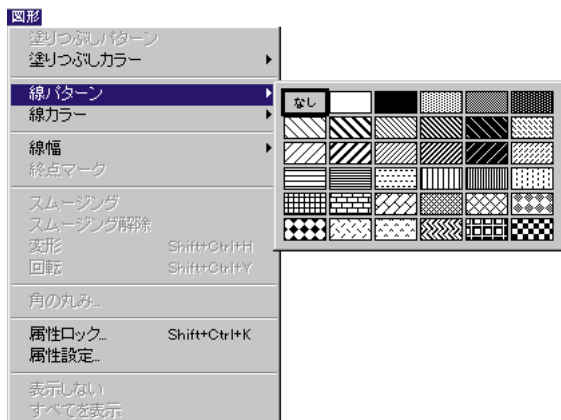 図形
塗りつぶしパターン
塗りつぶしカラー
線パターン
なし
線カラー
線幅
終点マーク
スムージング
スムージング解除
変形 Shift+Ctrl+H
回転 Shift+Ctrl+Y
角の丸み...
属性ロック... Shift+Ctrl+K
属性設定...
表示しない
すべてを表示